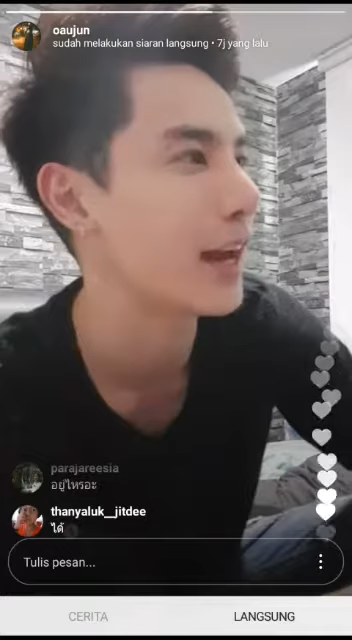 oaujun
sudah melakukan siaran langsung • 7j yang lalu
parajareesia
อยู่ไหรอะ
thanyaluk__jitdee
ได้
Tulis pesan...
CERITA
LANGSUNG